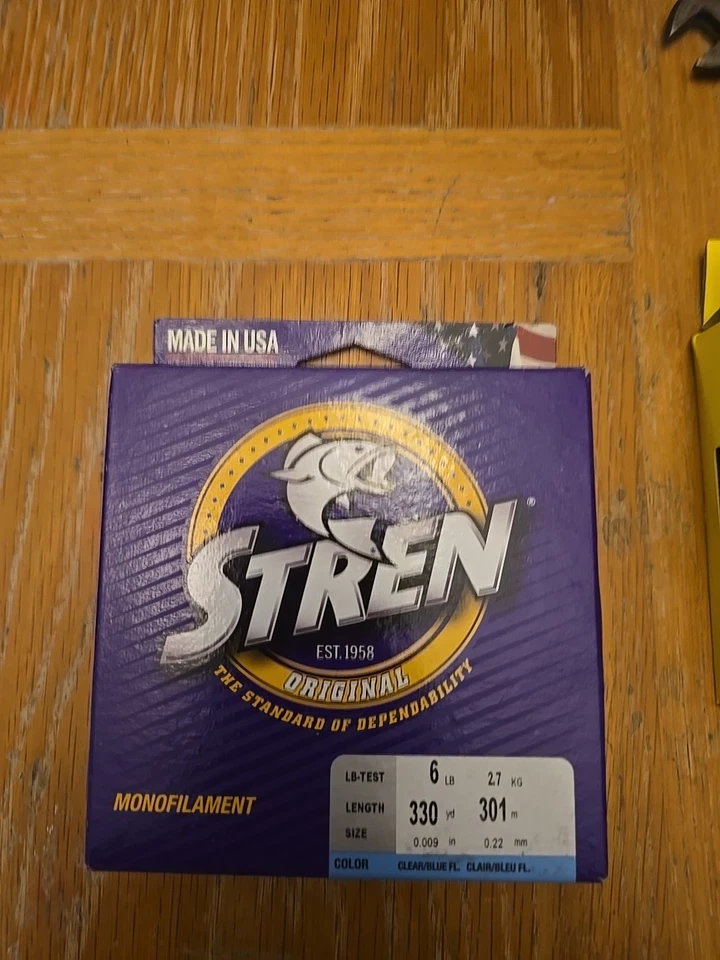 MADE IN USA
STREN®
EST. 1958
ORIGINAL
THE STANDARD OF DEPENDABILITY
MONOFILAMENT
LB-TEST 6 LB 2.7 KG
LENGTH 330 yd 301 m
SIZE 0.009 in 0.22 mm
COLOR CLEAR/BLUE FL. CLAIR/BLEU FL.